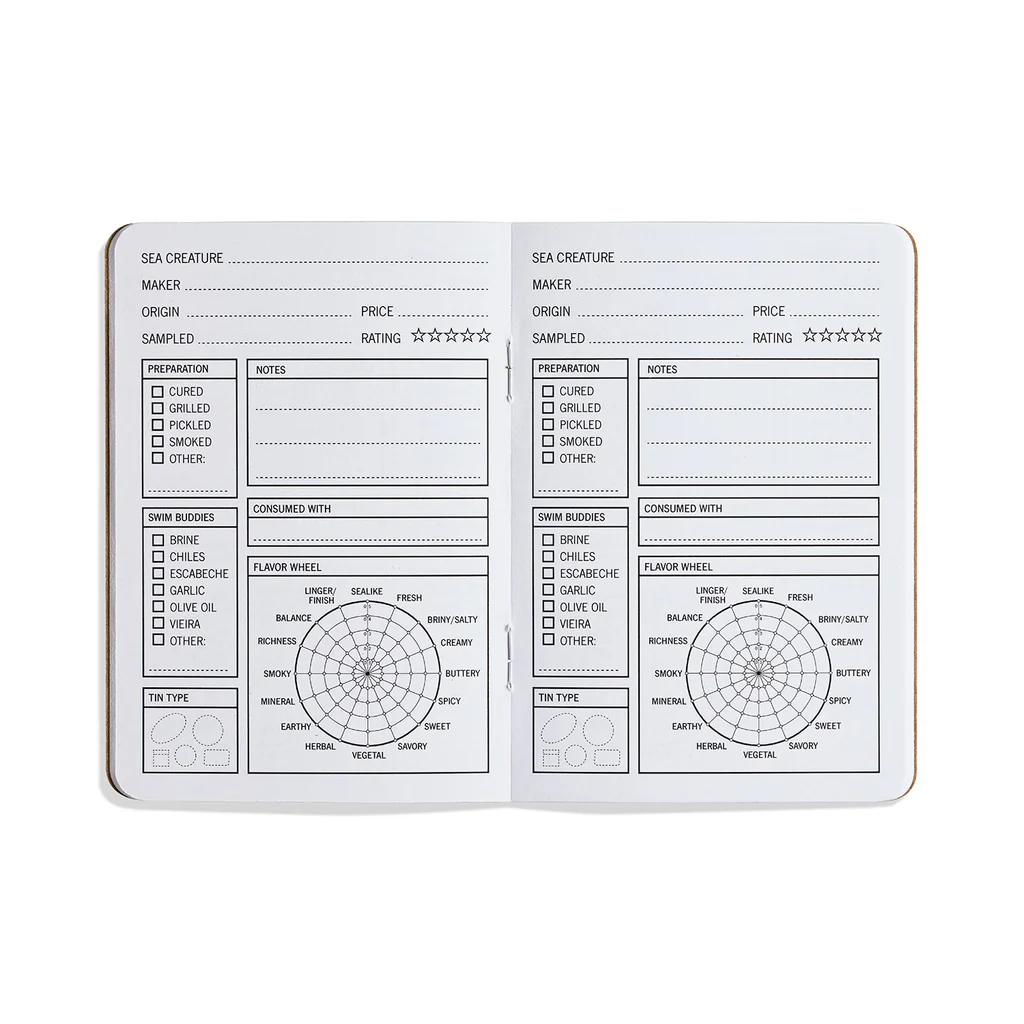 SEA CREATURE
MAKER
ORIGIN PRICE
SAMPLED RATING
PREPARATION
CURED
GRILLED
PICKLED
SMOKED
OTHER:
SWIM BUDDIES
BRINE
CHILES
ESCABECHE
GARLIC
OLIVE OIL
VIEIRA
OTHER:
TIN TYPE
NOTES
CONSUMED WITH
FLAVOR WHEEL
LINGER/
FINISH
SEALIKE
FRESH
BRINY/SALTY
CREAMY
BUTTERY
SPICY
SWEET
SAVORY
VEGETAL
HERBAL
EARTHY
MINERAL
SMOKY
RICHNESS
BALANCE
SEA CREATURE
MAKER
ORIGIN PRICE
SAMPLED RATING
PREPARATION
CURED
GRILLED
PICKLED
SMOKED
OTHER:
SWIM BUDDIES
BRINE
CHILES
ESCABECHE
GARLIC
OLIVE OIL
VIEIRA
OTHER:
TIN TYPE
NOTES
CONSUMED WITH
FLAVOR WHEEL
LINGER/
FINISH
SEALIKE
FRESH
BRINY/SALTY
CREAMY
BUTTERY
SPICY
SWEET
SAVORY
VEGETAL
HERBAL
EARTHY
MINERAL
SMOKY
RICHNESS
BALANCE